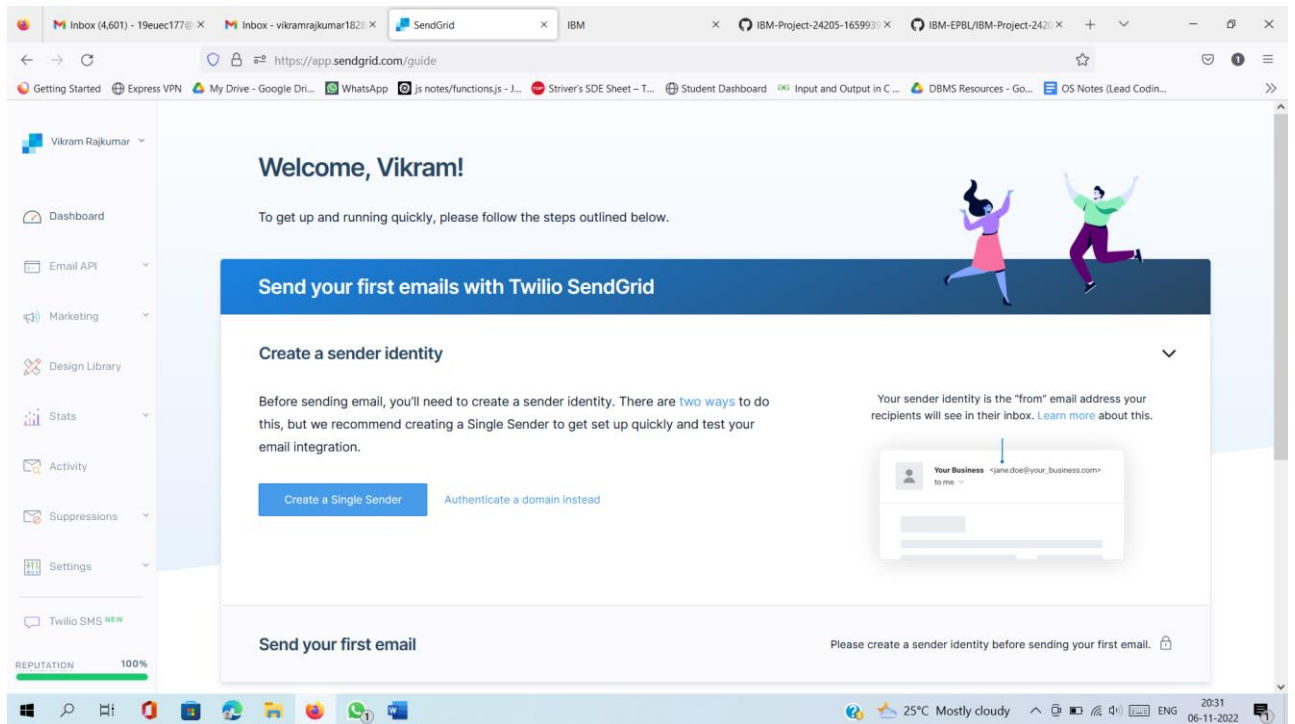 Inbox (4,601) - 19euec177@
Inbox - vikramrajkumar1828
SendGrid
IBM
IBM-Project-24205-1659939
IBM-EPBL/IBM-Project-2420
https://app.sendgrid.com/guide
1
Getting Started
Express VPN
My Drive - Google Dri...
WhatsApp
js notes/functions.js - J...
Striver's SDE Sheet – T...
Student Dashboard
Input and Output in C ...
DBMS Resources - Go...
OS Notes (Lead Codin...
Vikram Rajkumar
Dashboard
Email API
Marketing
Design Library
Stats
Activity
Suppressions
Settings
Twilio SMS NEW
REPUTATION 100%
Welcome, Vikram!
To get up and running quickly, please follow the steps outlined below.
Send your first emails with Twilio SendGrid
Create a sender identity
Before sending email, you'll need to create a sender identity. There are two ways to do
this, but we recommend creating a Single Sender to get set up quickly and test your
email integration.
Create a Single Sender
Authenticate a domain instead
Your sender identity is the "from" email address your
recipients will see in their inbox. Learn more about this.
Your Business <jane.doe@your_business.com>
to me
Send your first email
Please create a sender identity before sending your first email.
25°C Mostly cloudy
ENG
20:31
06-11-2022